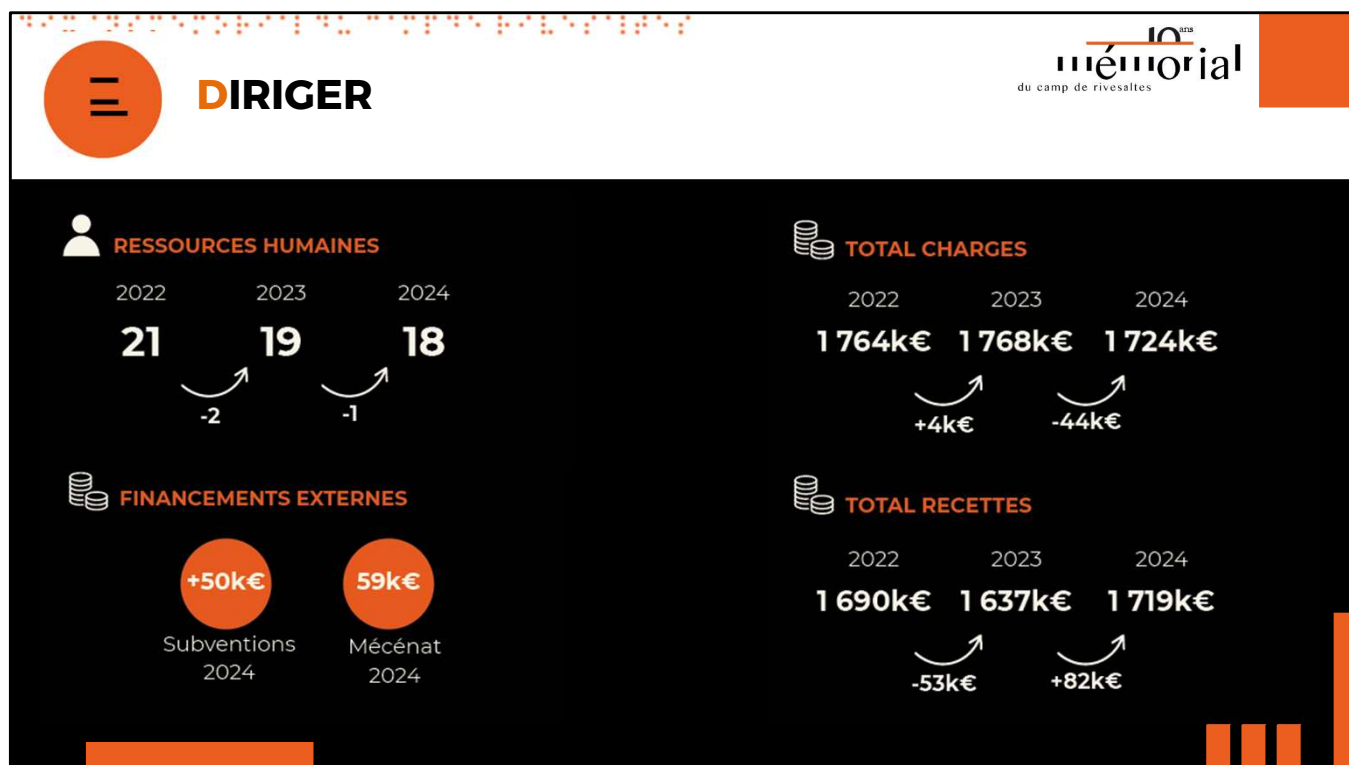 DIRIGER
10 ans
mémorial
du camp de rivesaltes
RESSOURCES HUMAINES
2022 2023 2024
21 19 18
-2 -1
FINANCEMENTS EXTERNES
+50k€ 59k€
Subventions Mécénat
2024 2024
TOTAL CHARGES
2022 2023 2024
1 764k€ 1 768k€ 1 724k€
+4k€ -44k€
TOTAL RECETTES
2022 2023 2024
1 690k€ 1 637k€ 1 719k€
-53k€ +82k€